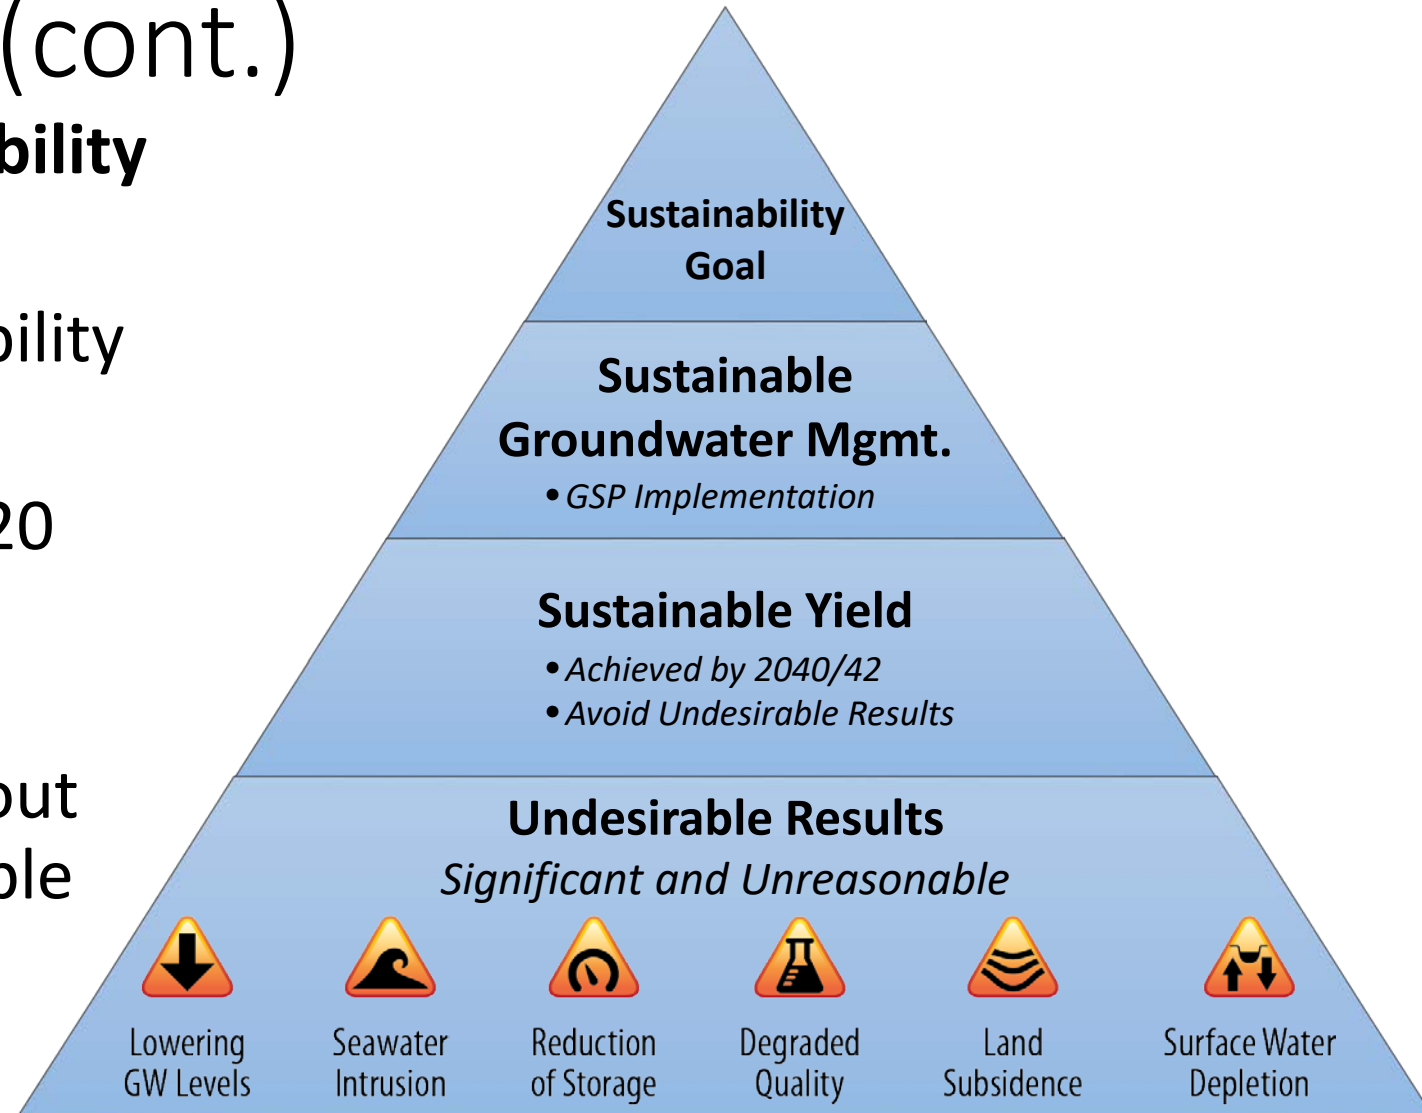 (cont.)
bility
bility
20
out
ble
Sustainability
Goal
Sustainable
Groundwater Mgmt.
• GSP Implementation
Sustainable Yield
• Achieved by 2040/42
• Avoid Undesirable Results
Undesirable Results
Significant and Unreasonable
Lowering
GW Levels
Seawater
Intrusion
Reduction
of Storage
Degraded
Quality
Land
Subsidence
Surface Water
Depletion